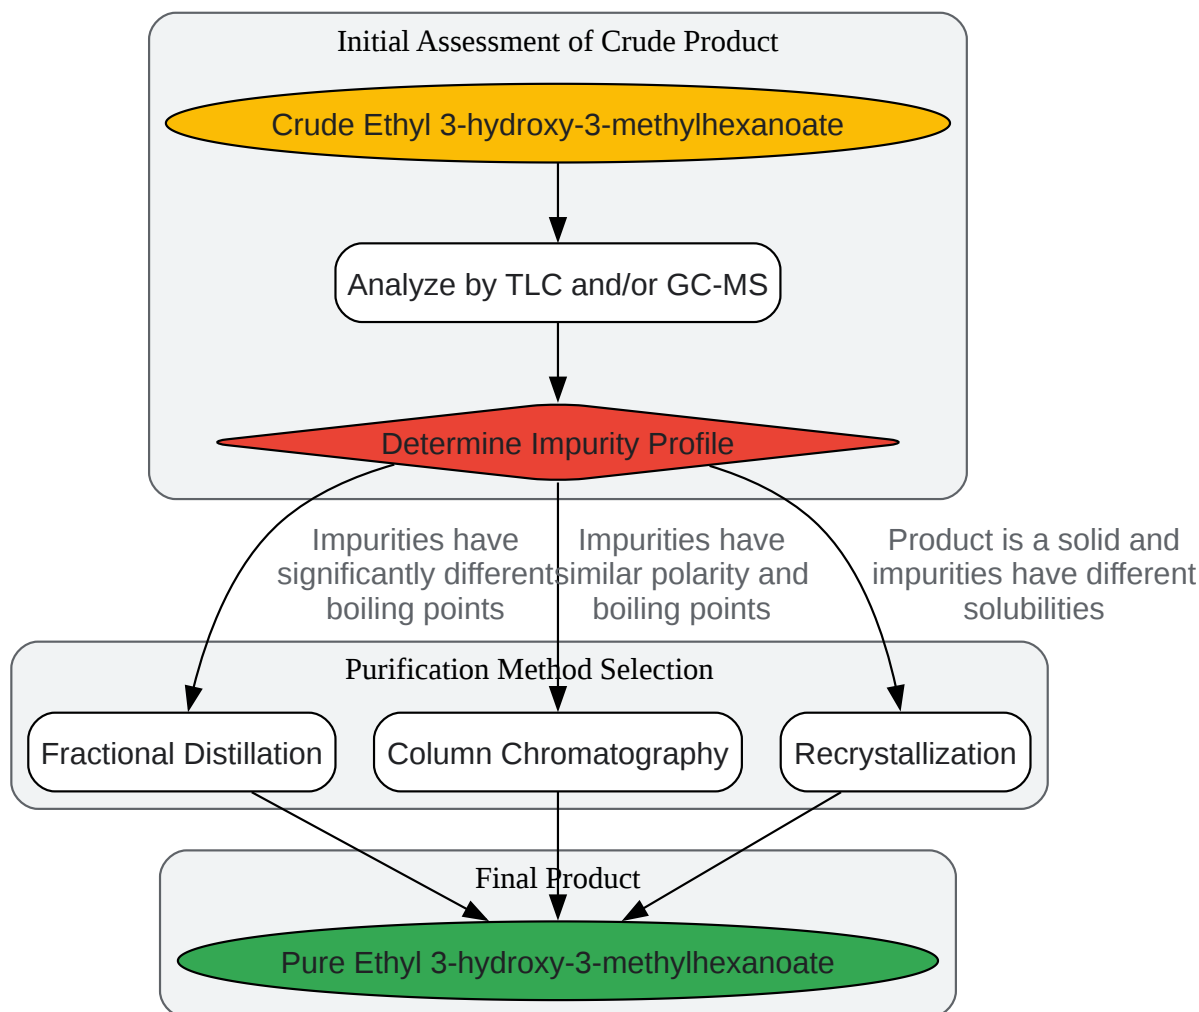 Initial Assessment of Crude Product
Crude Ethyl 3-hydroxy-3-methylhexanoate
Analyze by TLC and/or GC-MS
Determine Impurity Profile
Impurities have
significantly different
boiling points
Impurities have
similar polarity and
boiling points
Product is a solid and
impurities have different
solubilities
Purification Method Selection
Fractional Distillation
Column Chromatography
Recrystallization
Final Product
Pure Ethyl 3-hydroxy-3-methylhexanoate